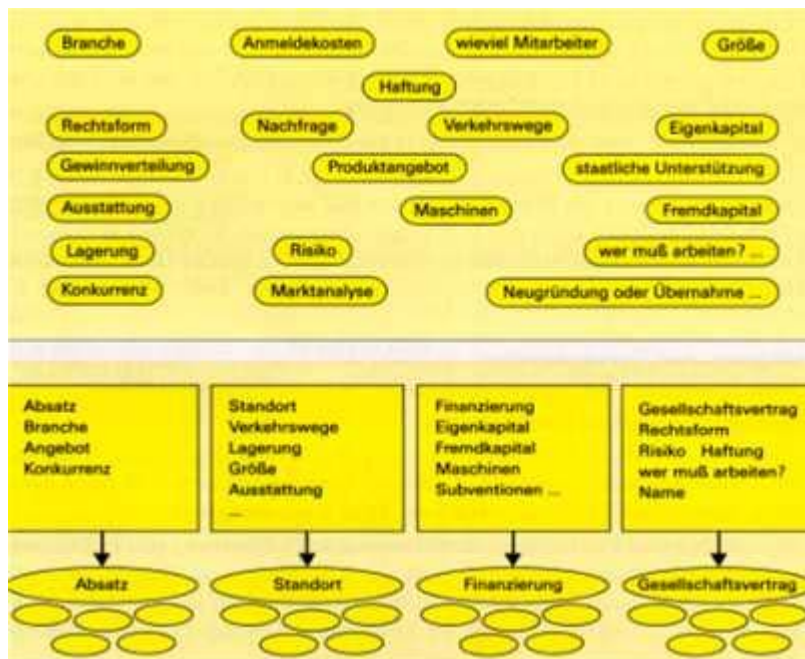 Branche Anmeldekosten wieviel Mitarbeiter Größe
Haftung
Rechtsform Nachfrage Verkehrswege Eigenkapital
Gewinnverteilung Produktangebot staatliche Unterstützung
Ausstattung Maschinen Fremdkapital
Lagerung Risiko wer muß arbeiten? ...
Konkurrenz Marktanalyse Neugründung oder Übernahme ...
Absatz
Branche
Angebot
Konkurrenz
Standort
Verkehrswege
Lagerung
Größe
Ausstattung
...
Finanzierung
Eigenkapital
Fremdkapital
Maschinen
Subventionen ...
Gesellschaftsvertrag
Rechtsform
Risiko Haftung
wer muß arbeiten?
Name
Absatz Standort Finanzierung Gesellschaftsvertrag